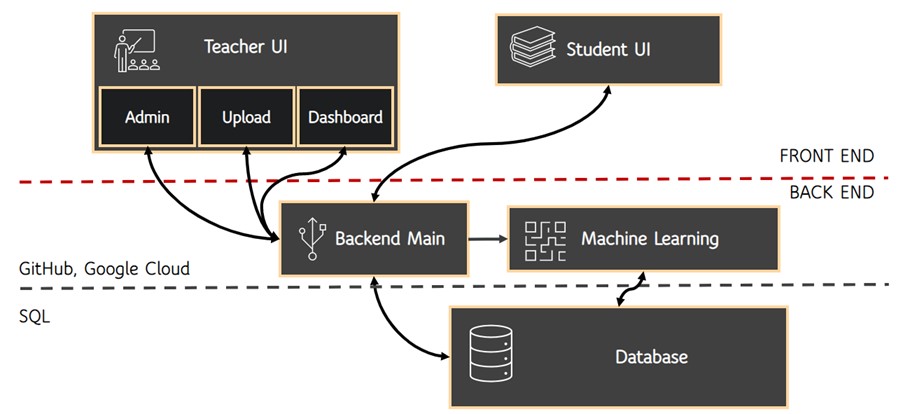 Teacher UI
Student UI
Admin
Upload
Dashboard
FRONT END
BACK END
Backend Main
Machine Learning
GitHub, Google Cloud
SQL
Database